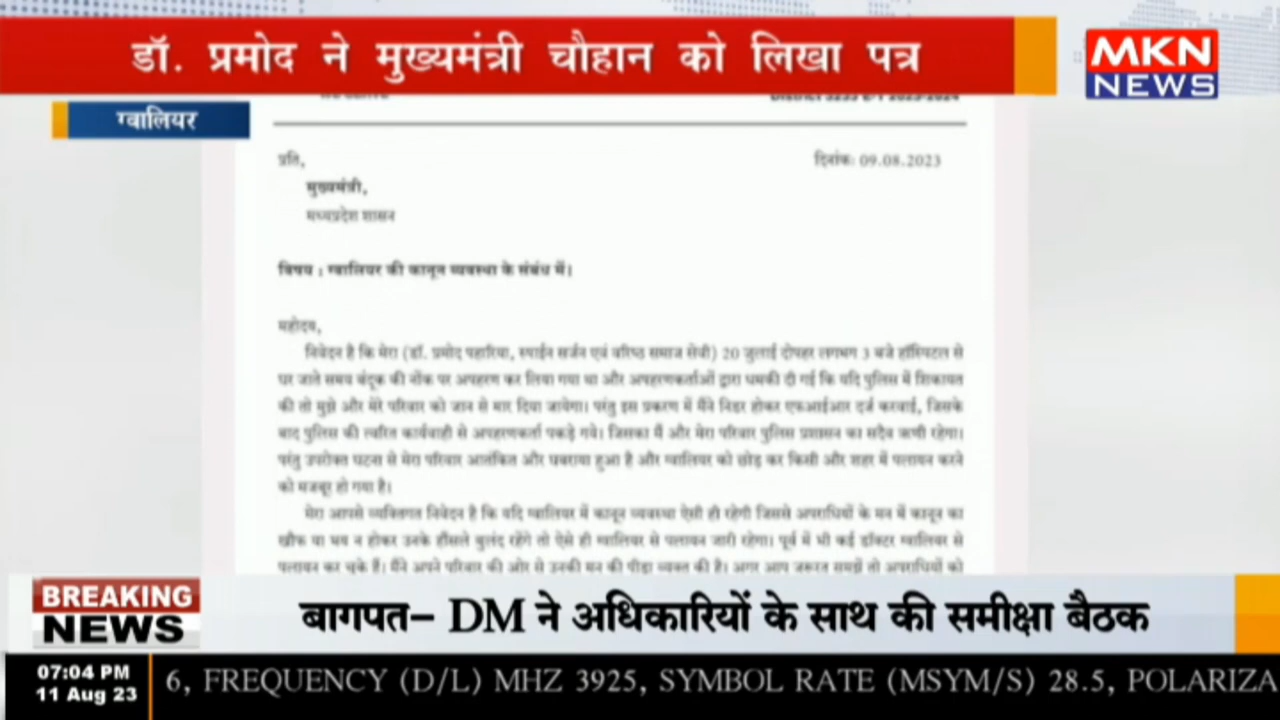 डॉ. प्रमोद ने मुख्यमंत्री चौहान को लिखा पत्र
MKN
NEWS
ग्वालियर
प्रति,
दिनांक: 09.08.2023
मुख्यमंत्री,
मध्यप्रदेश शासन
विषय : ग्वालियर की कानून व्यवस्था के संबंध में।
महोदय,
निवेदन है कि मेरा (डॉ. प्रमोद पहारिया, स्पाईन सर्जन एवं वरिष्ठ समाज सेवी) 20 जुलाई दोपहर लगभग 3 बजे हॉस्पिटल से
घर जाते समय बंदूक की नोंक पर अपहरण कर लिया गया था और अपहरणकर्ताओं द्वारा धमकी दी गई कि यदि पुलिस में शिकायत
की तो मुझे और मेरे परिवार को जान से मार दिया जायेगा। परंतु इस प्रकरण में मैंने निडर होकर एफआईआर दर्ज करवाई, जिसके
बाद पुलिस की त्वरित कार्यवाही से अपहरणकर्ता पकड़े गये। जिसका मैं और मेरा परिवार पुलिस प्रशासन का सदैव ऋणी रहेगा।
परंतु उपरोक्त घटना से मेरा परिवार आतंकित और घबराया हुआ है और ग्वालियर को छोड़ कर किसी और शहर में पलायन करने
को मजबूर हो गया है।
मेरा आपसे व्यक्तिगत निवेदन है कि यदि ग्वालियर में कानून व्यवस्था ऐसी ही रहेगी जिससे अपराधियों के मन में कानून का
खौफ या भय न होकर उनके हौंसले बुलंद रहेंगे तो ऐसे ही ग्वालियर से पलायन जारी रहेगा। पूर्व में भी कई डॉक्टर ग्वालियर से
पलायन कर चुके हैं। मैंने अपने परिवार की ओर से उनकी मन की पीड़ा व्यक्त की है। अगर आप जरूरत समझें तो अपराधियों को
BREAKING
NEWS
बागपत– DM ने अधिकारियों के साथ की समीक्षा बैठक
07:04 PM
11 Aug 23
6, FREQUENCY (D/L) MHZ 3925, SYMBOL RATE (MSYM/S) 28.5, POLARIZA